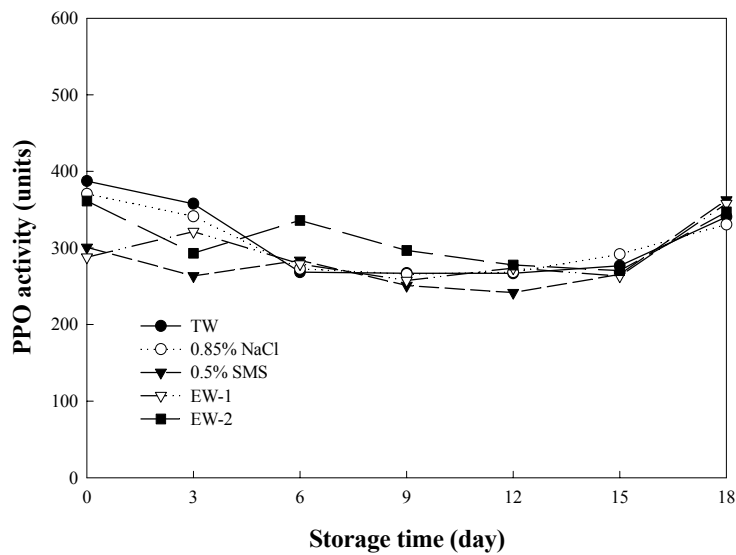 600
500
400
300
200
100
0
PPO activity (units)
TW
0.85% NaCl
0.5% SMS
EW-1
EW-2
0 3 6 9 12 15 18
Storage time (day)